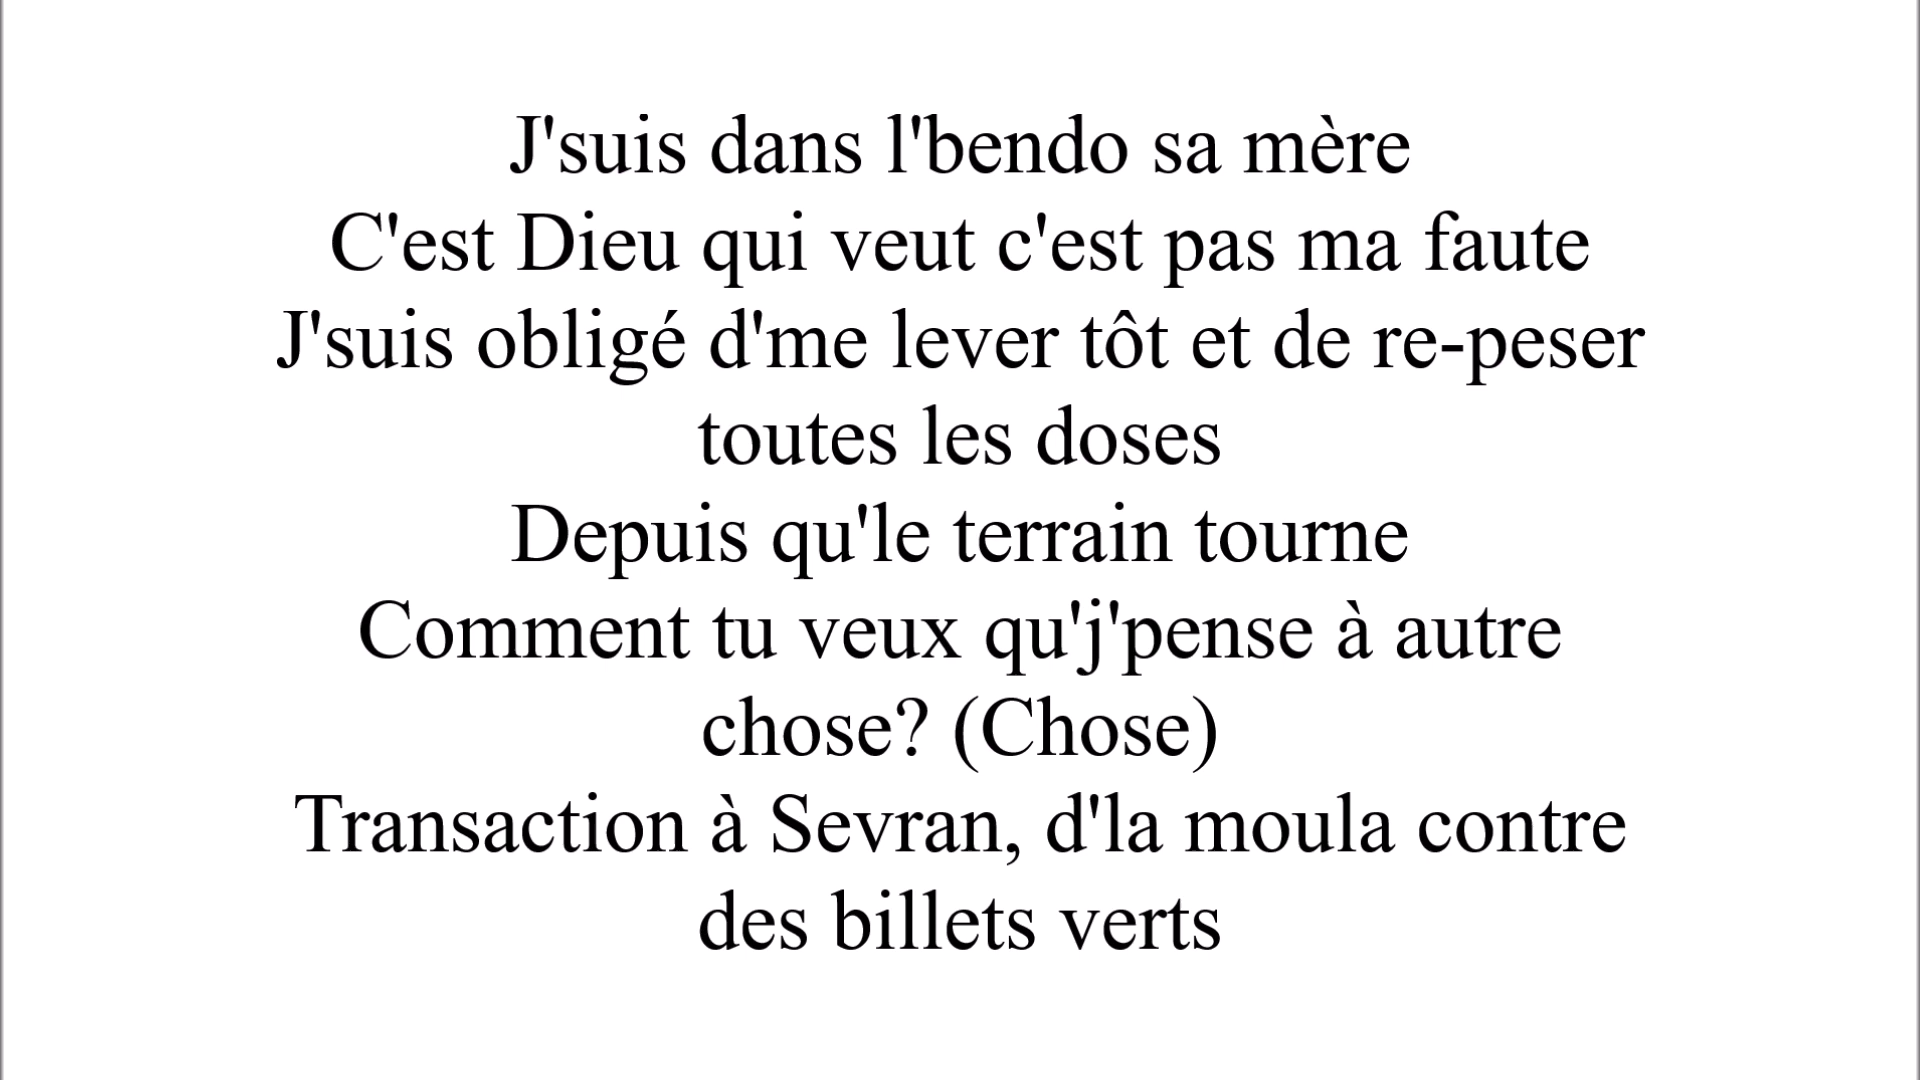 J'suis dans l'bendo sa mère
C'est Dieu qui veut c'est pas ma faute
J'suis obligé d'me lever tôt et de re-peser
toutes les doses
Depuis qu'le terrain tourne
Comment tu veux qu'j'pense à autre
chose? (Chose)
Transaction à Sevran, d'la moula contre
des billets verts